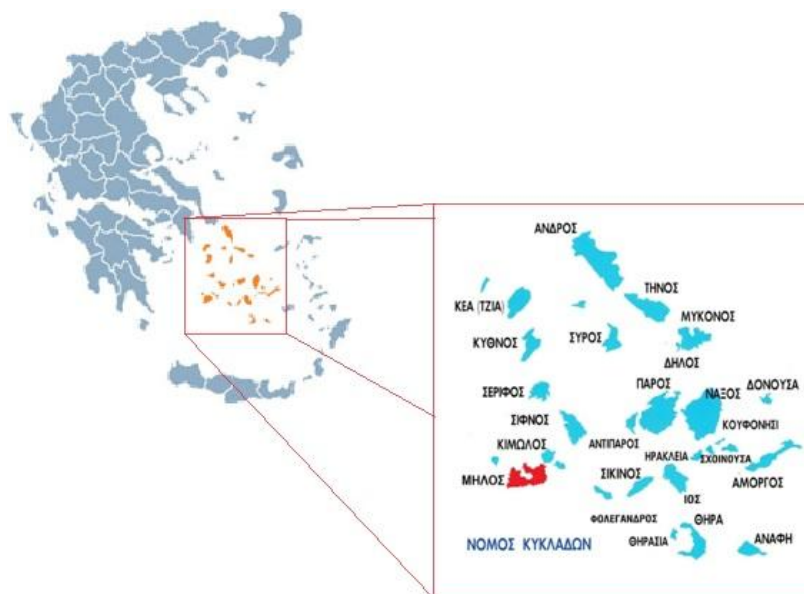 ΑΝΔΡΟΣ
ΤΗΝΟΣ
ΚΕΑ (ΤΖΙΑ)
ΜΥΚΟΝΟΣ
ΚΥΘΝΟΣ
ΣΥΡΟΣ
ΔΗΛΟΣ
ΣΕΡΙΦΟΣ
ΠΑΡΟΣ
ΝΑΞΟΣ
ΔΟΝΟΥΣΑ
ΣΙΦΝΟΣ
ΚΟΥΦΟΝΗΣΙ
ΑΝΤΙΠΑΡΟΣ
ΚΙΜΩΛΟΣ
ΗΡΑΚΛΕΙΑ
ΣΧΟΙΝΟΥΣΑ
ΜΗΛΟΣ
ΣΙΚΙΝΟΣ
ΑΜΟΡΓΟΣ
ΙΟΣ
ΦΟΛΕΓΑΝΔΡΟΣ
ΘΗΡΑ
ΘΗΡΑΣΙΑ
ΑΝΑΦΗ
ΝΟΜΟΣ ΚΥΚΛΑΔΩΝ